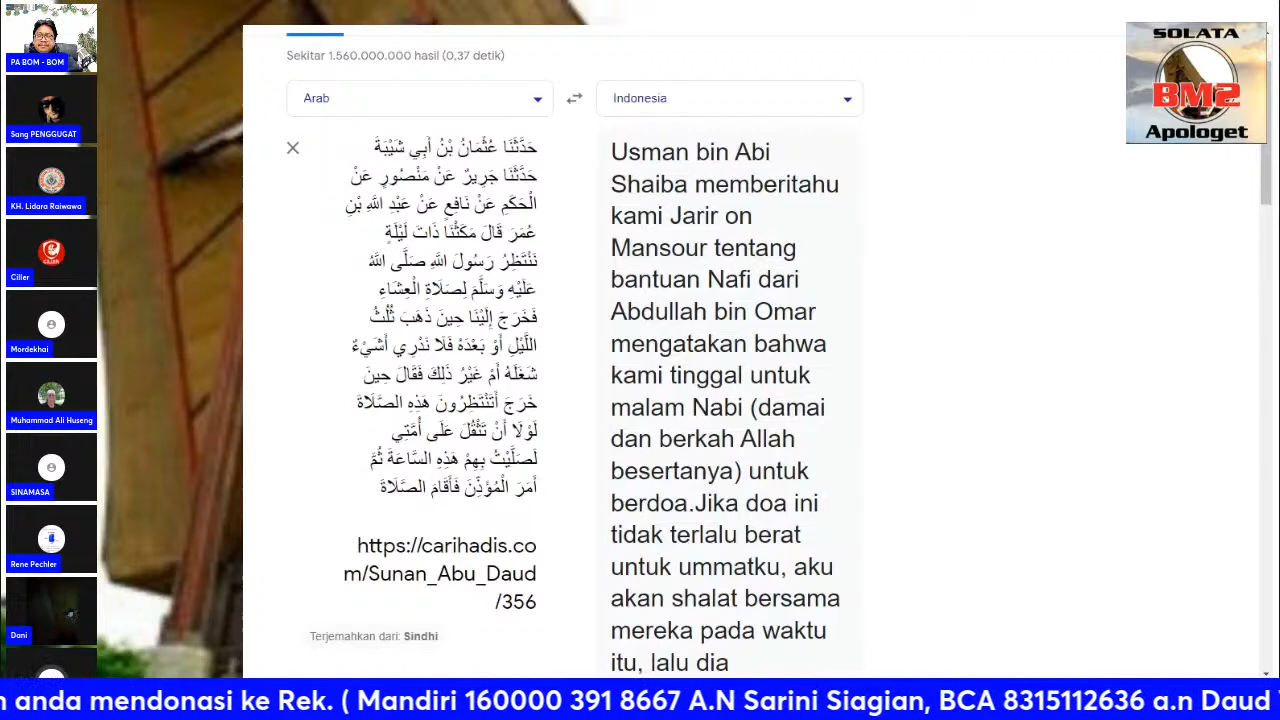 PA BOM - BOM
Sang PENGGUGAT
KH. Lidara Raiwawa
Ciller
Mordekhai
Muhammad Ali Huseng
SINAMASA
Rene Pechler
Dani
Sekitar 1.560.000.000 hasil (0,37 detik)
Arab
Indonesia
حَدَّثَنَا عُثْمَانُ بْنُ أَبِي شَيْبَةَ
حَدَّثَنَا جَرِيرٌ عَنْ مَنْصُورٍ عَنْ
الْحَكَمِ عَنْ نَافِعٍ عَنْ عَبْدِ اللَّهِ بْنِ
عُمَرَ قَالَ مَكَثْنَا ذَاتَ لَيْلَةٍ
نَنْتَظِرُ رَسُولَ اللَّهِ صَلَّى اللَّهُ
عَلَيْهِ وَسَلَّمَ لِصَلَاةِ الْعِشَاءِ
فَخَرَجَ إِلَيْنَا حِينَ ذَهَبَ ثُلُثُ
اللَّيْلِ أَوْ بَعْدَهُ فَلَا نَدْرِي أَشَيْءٌ
شَغَلَهُ أَمْ غَيْرُ ذَلِكَ فَقَالَ حِينَ
خَرَجَ أَتَنْتَظِرُونَ هَذِهِ الصَّلَاةَ
لَوْلَا أَنْ تَثْقُلَ عَلَى أُمَّتِي
لَصَلَّيْتُ بِهِمْ هَذِهِ السَّاعَةَ ثُمَّ
أَمَرَ الْمُؤَذِّنَ فَأَقَامَ الصَّلَاةَ
https://carihadis.co
m/Sunan_Abu_Daud
/356
Terjemahkan dari: Sindhi
Usman bin Abi
Shaiba memberitahu
kami Jarir on
Mansour tentang
bantuan Nafi dari
Abdullah bin Omar
mengatakan bahwa
kami tinggal untuk
malam Nabi (damai
dan berkah Allah
besertanya) untuk
berdoa.Jika doa ini
tidak terlalu berat
untuk ummatku, aku
akan shalat bersama
mereka pada waktu
itu, lalu dia
SOLATA
BM2
Apologet
anda mendonasi ke Rek. ( Mandiri 160000 391 8667 A.N Sarini Siagian, BCA 8315112636 a.n Daud